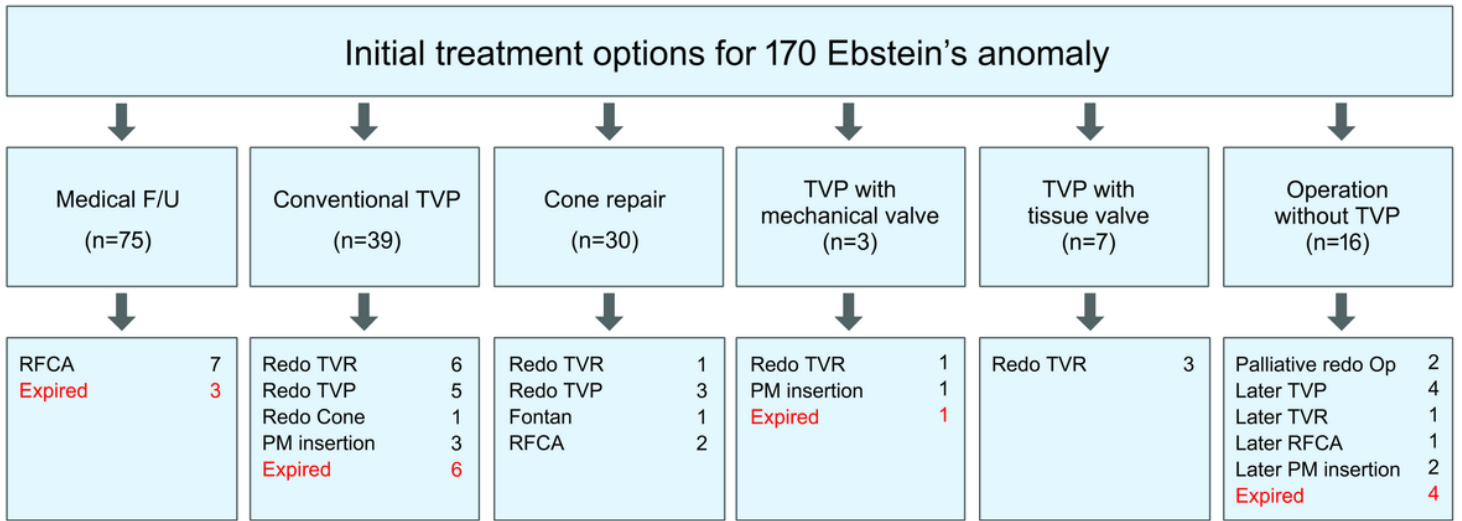 Initial treatment options for 170 Ebstein's anomaly
Medical F/U
(n=75)
Conventional TVP
(n=39)
Cone repair
(n=30)
TVP with
mechanical valve
(n=3)
TVP with
tissue valve
(n=7)
Operation
without TVP
(n=16)
RFCA 7
Expired 3
Redo TVR 6
Redo TVP 5
Redo Cone 1
PM insertion 3
Expired 6
Redo TVR 1
Redo TVP 3
Fontan 1
RFCA 2
Redo TVR 1
PM insertion 1
Expired 1
Redo TVR 3
Palliative redo Op 2
Later TVP 4
Later TVR 1
Later RFCA 1
Later PM insertion 2
Expired 4